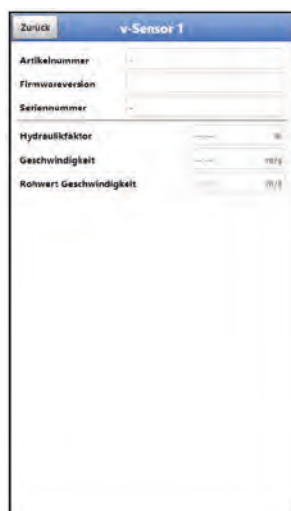 Zurück v-Sensor 1
Artikelnummer -
Firmwareversion
Seriennummer -
Hydraulikfaktor --.-- %
Geschwindigkeit --.-- m/s
Rohwert Geschwindigkeit --.-- m/s